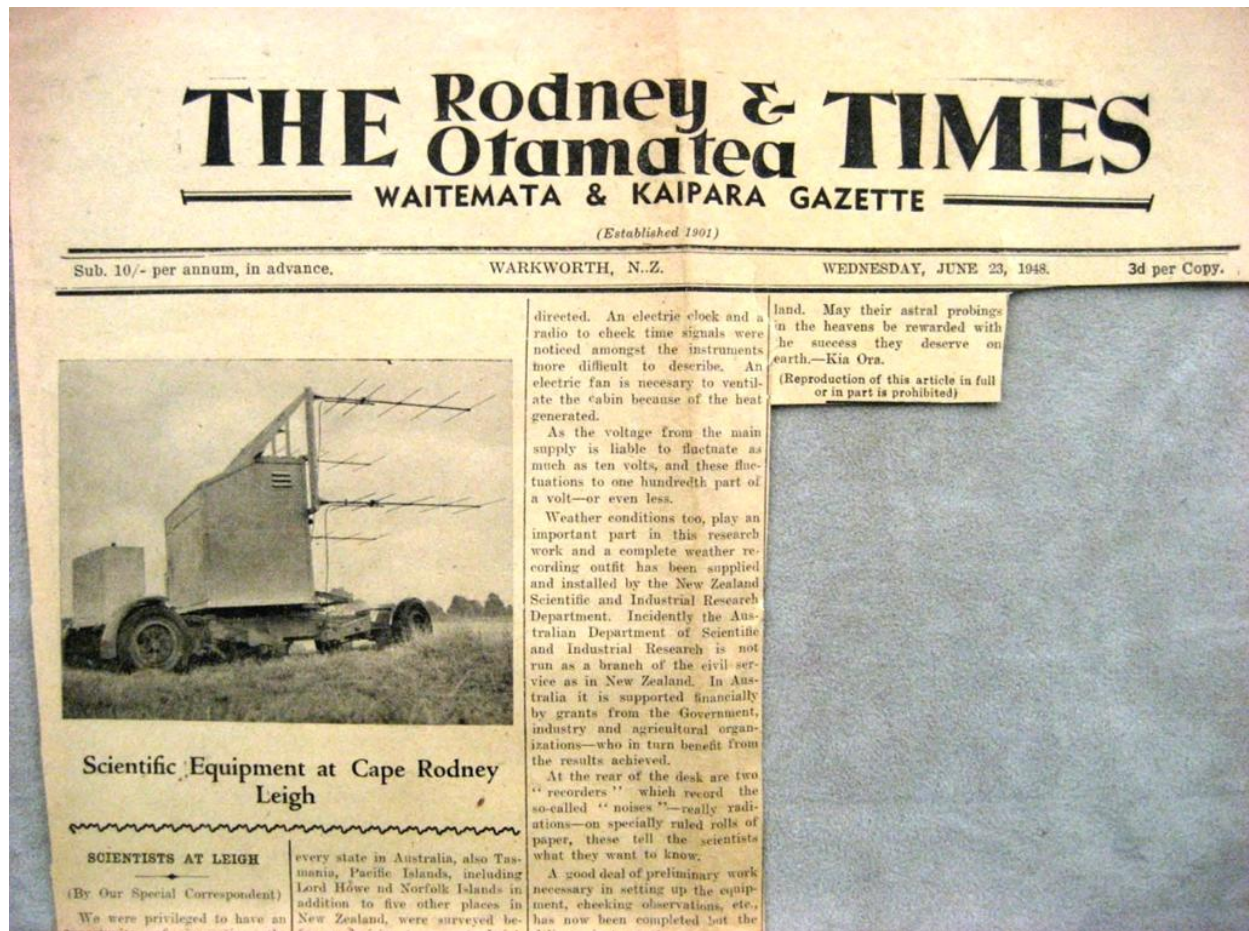 THE Rodney & Otamatea TIMES
WAITEMATA & KAIPARA GAZETTE
(Established 1901)
Sub. 10/- per annum, in advance. WARKWORTH, N..Z. WEDNESDAY, JUNE 23, 1948. 3d per Copy.
Scientific Equipment at Cape Rodney
Leigh
SCIENTISTS AT LEIGH
(By Our Special Correspondent)
We were privileged to have an
every state in Australia, also Tas-
mania, Pacific Islands, including
Lord Howe nd Norfolk Islands in
addition to five other places in
New Zealand, were surveyed be-
directed. An electric clock and a
radio to check time signals were
noticed amongst the instruments
more difficult to describe. An
electric fan is necesary to ventil-
ate the cabin because of the heat
generated.
As the voltage from the main
supply is liable to fluctuate as
much as ten volts, and these fluc-
tuations to one hundredth part of
a volt—or even less.
Weather conditions too, play an
important part in this research
work and a complete weather re-
cording outfit has been supplied
and installed by the New Zealand
Scientific and Industrial Research
Department. Incidently the Aus-
tralian Department of Scientific
and Industrial Research is not
run as a branch of the civil ser-
vice as in New Zealand. In Aus-
tralia it is supported financially
by grants from the Government,
industry and agricultural organ-
izations—who in turn benefit from
the results achieved.
At the rear of the desk are two
" recorders " which record the
so-called " noises "—really radi-
ations—on specially ruled rolls of
paper, these tell the scientists
what they want to know.
A good deal of preliminary work
necessary in setting up the equip-
ment, checking observations, etc.,
has now been completed but the
land. May their astral probings
in the heavens be rewarded with
he success they deserve on
earth.—Kia Ora.
(Reproduction of this article in full
or in part is prohibited)